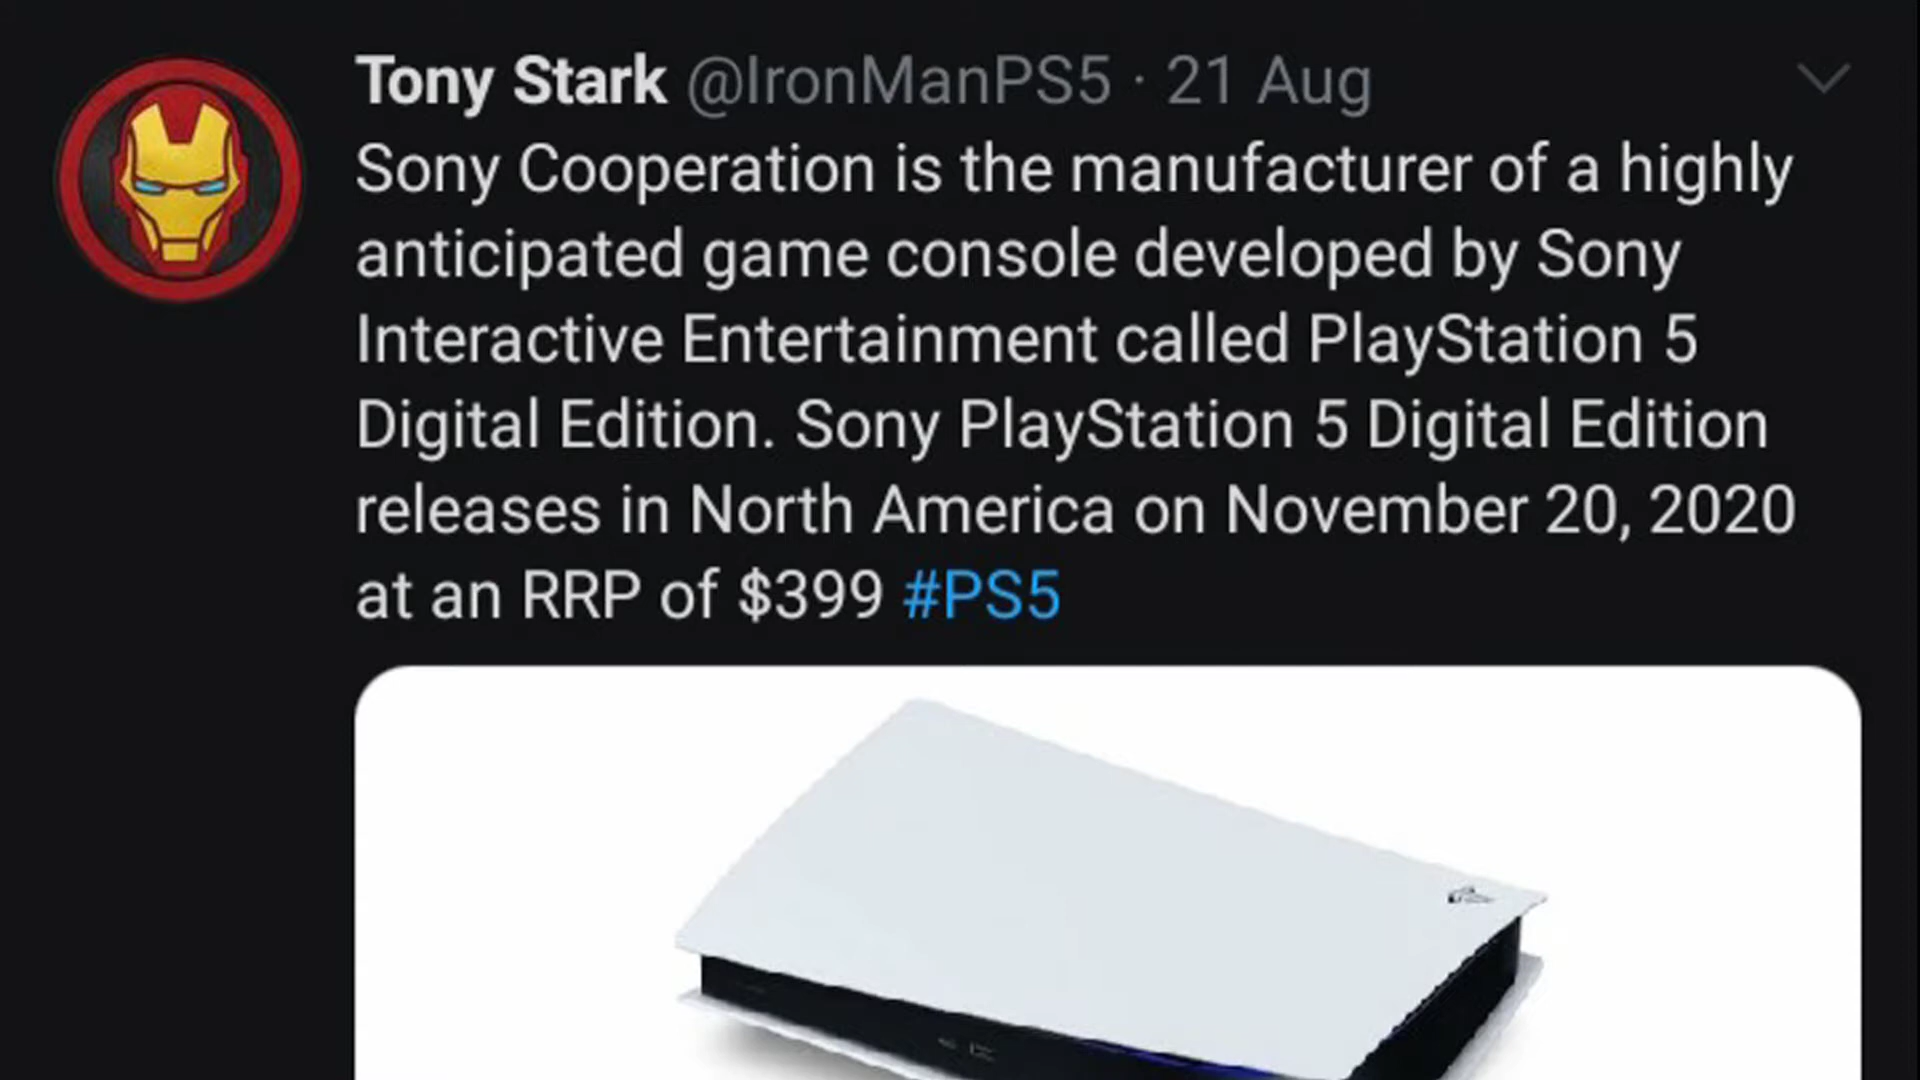 Tony Stark @IronManPS5 · 21 Aug
Sony Cooperation is the manufacturer of a highly
anticipated game console developed by Sony
Interactive Entertainment called PlayStation 5
Digital Edition. Sony PlayStation 5 Digital Edition
releases in North America on November 20, 2020
at an RRP of $399 #PS5